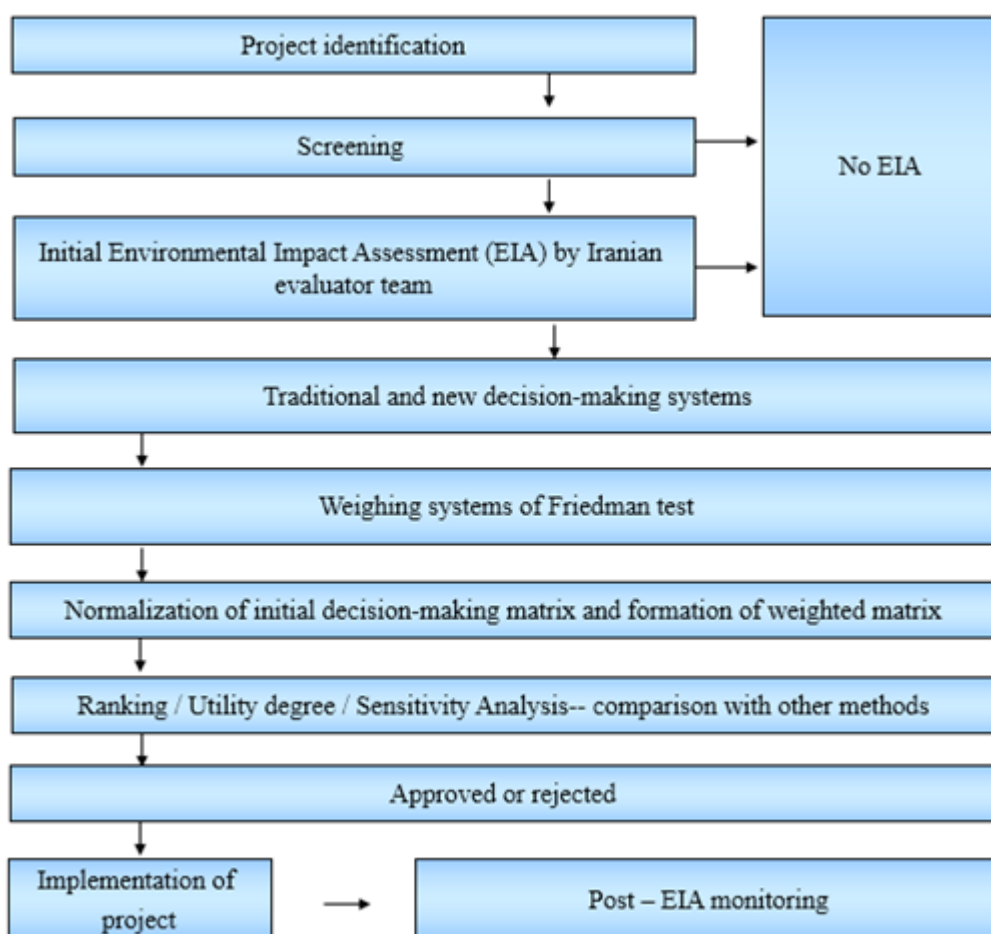 Project identification
Screening
No EIA
Initial Environmental Impact Assessment (EIA) by Iranian
evaluator team
Traditional and new decision-making systems
Weighing systems of Friedman test
Normalization of initial decision-making matrix and formation of weighted matrix
Ranking / Utility degree / Sensitivity Analysis-- comparison with other methods
Approved or rejected
Implementation of
project
Post – EIA monitoring